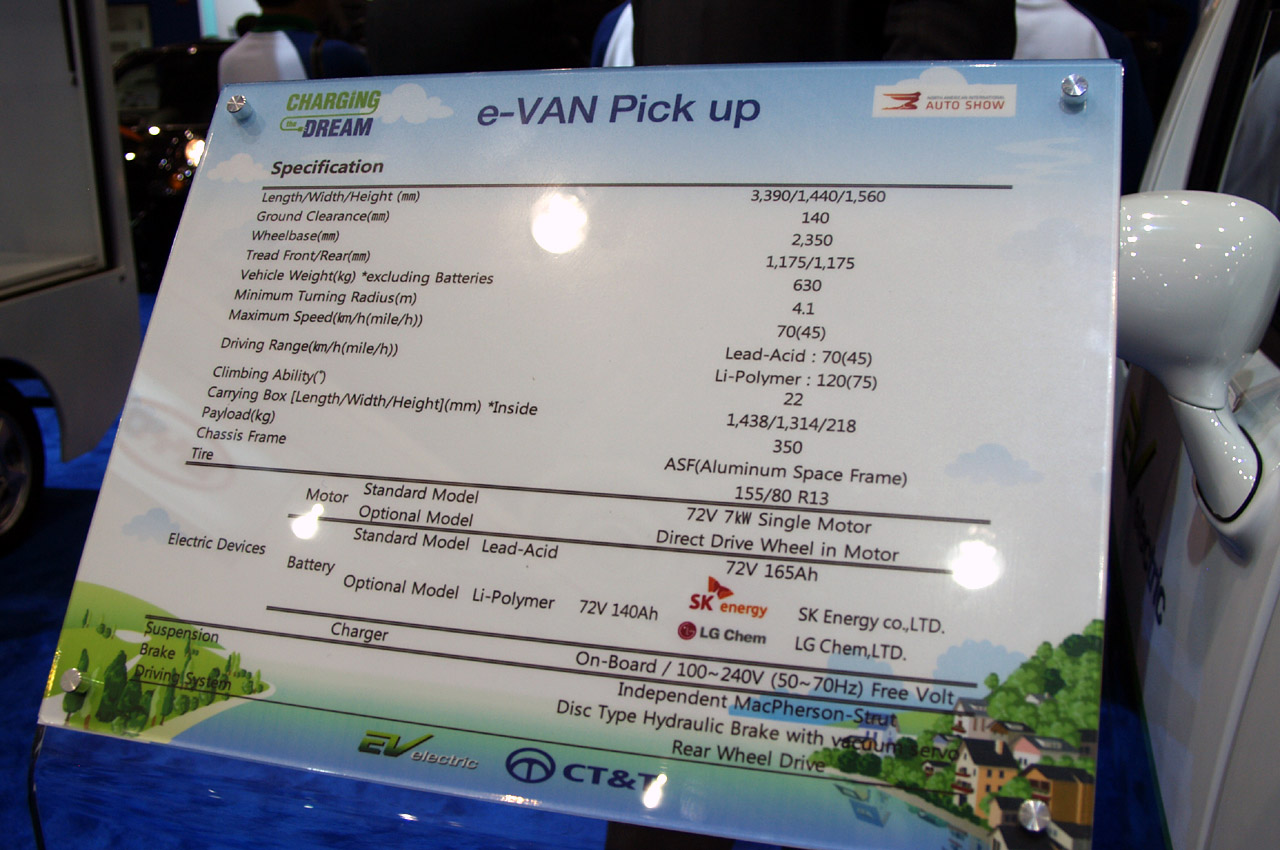 CHARGiNG
the DREAM
e-VAN Pick up
NORTH AMERICAN INTERNATIONAL
AUTO SHOW
Specification
Length/Width/Height (㎜) 3,390/1,440/1,560
Ground Clearance(㎜) 140
Wheelbase(㎜) 2,350
Tread Front/Rear(㎜) 1,175/1,175
Vehicle Weight(kg) *excluding Batteries 630
Minimum Turning Radius(m) 4.1
Maximum Speed(㎞/h(mile/h)) 70(45)
Driving Range(㎞/h(mile/h)) Lead-Acid : 70(45)
Li-Polymer : 120(75)
Climbing Ability(˚) 22
Carrying Box [Length/Width/Height](mm) *Inside 1,438/1,314/218
Payload(kg) 350
Chassis Frame ASF(Aluminum Space Frame)
Tire 155/80 R13
Electric Devices
Motor Standard Model 72V 7㎾ Single Motor
Optional Model Direct Drive Wheel in Motor
Battery
Standard Model Lead-Acid 72V 165Ah
Optional Model Li-Polymer 72V 140Ah
SK energy SK Energy co.,LTD.
LG Chem LG Chem,LTD.
Charger On-Board / 100~240V (50~70Hz) Free Volt
Suspension Independent MacPherson-Strut
Brake Disc Type Hydraulic Brake with vacuum servo
Driving System Rear Wheel Drive
EV electric
CT&T
EV
electric